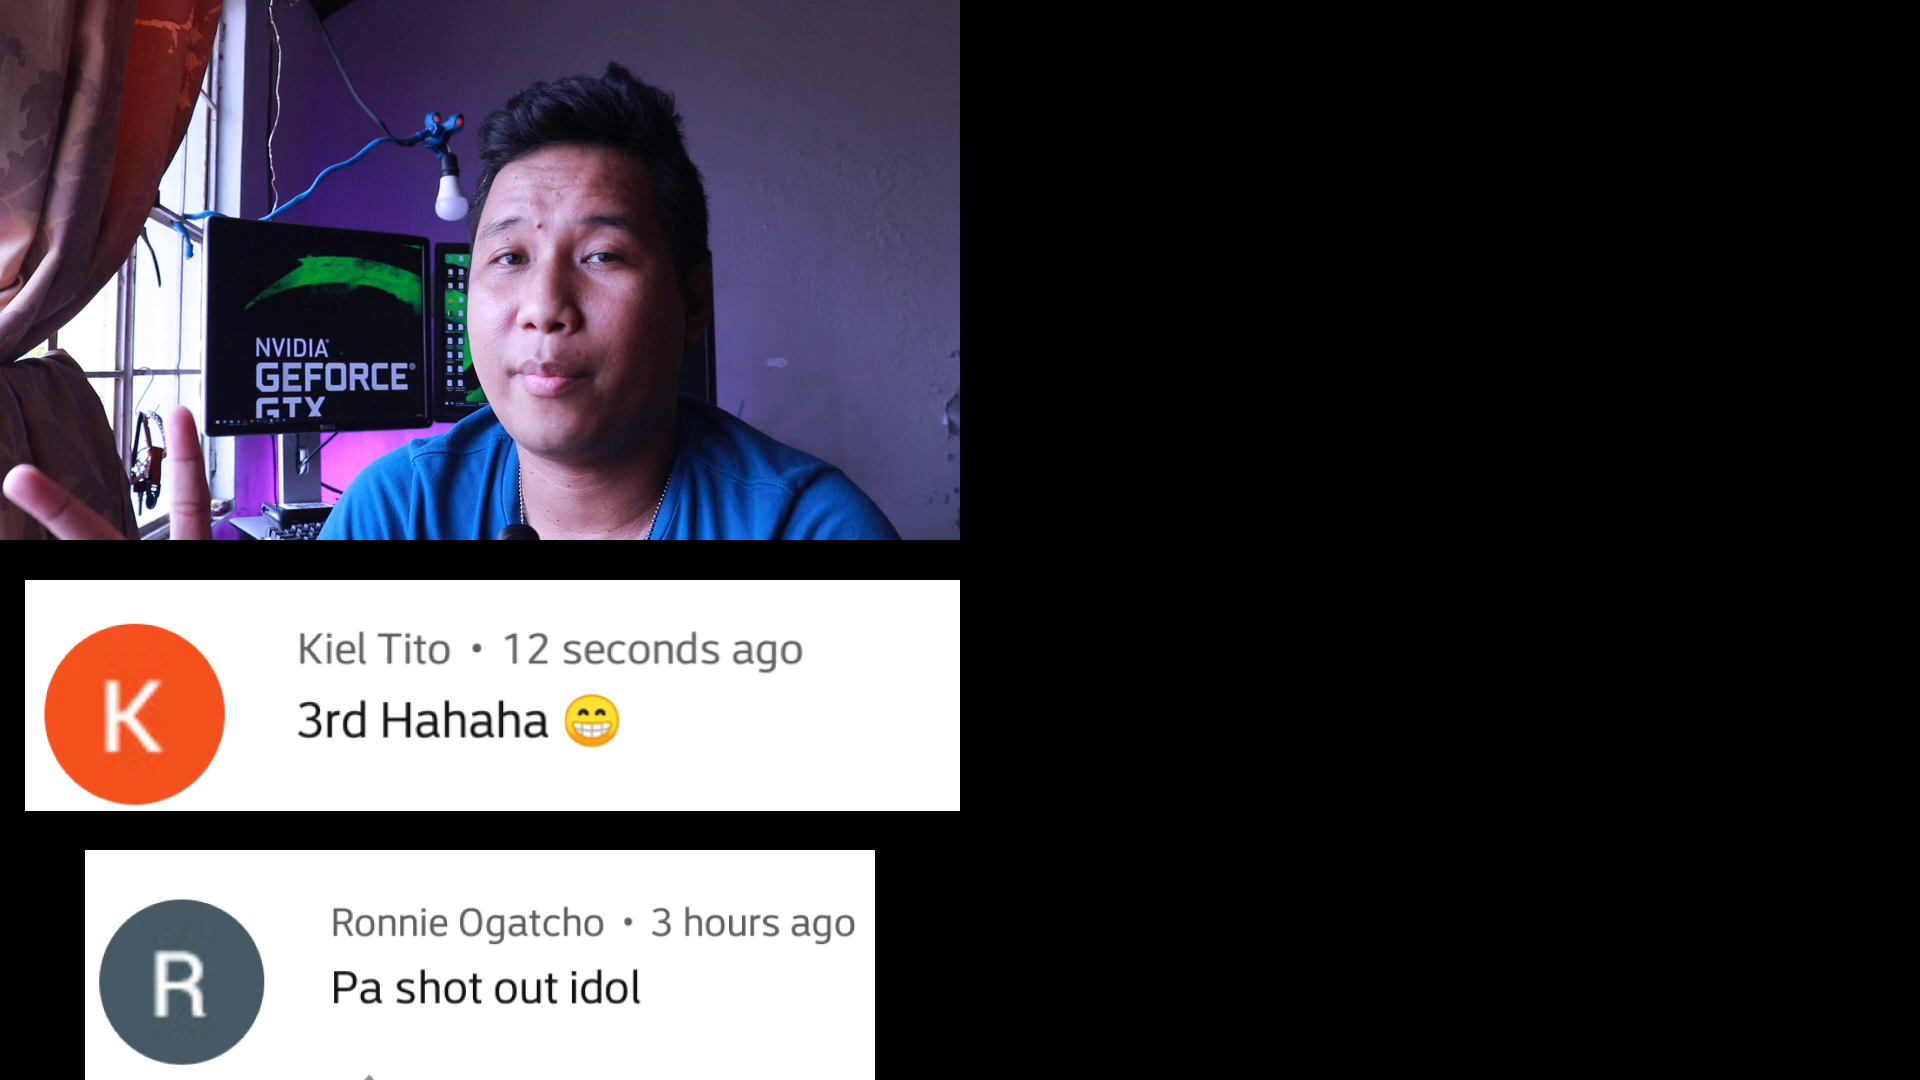 NVIDIA
GEFORCE®
GTX
K
Kiel Tito • 12 seconds ago
3rd Hahaha 😁
R
Ronnie Ogatcho • 3 hours ago
Pa shot out idol